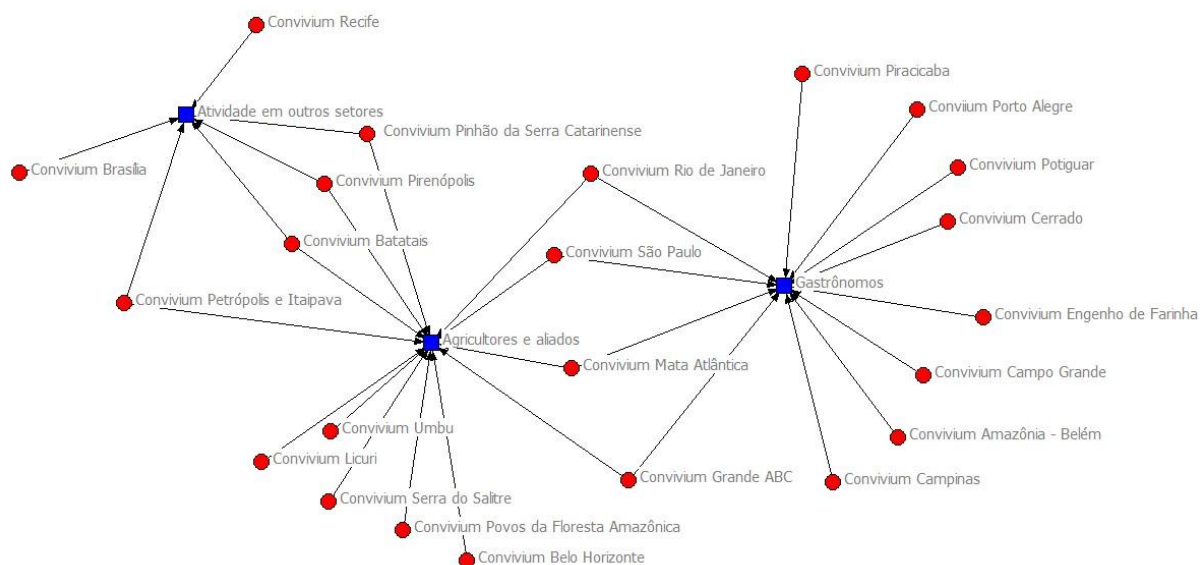 Convivium Recife
Convivium Piracicaba
Convium Porto Alegre
Atividade em outros setores
Convivium Pinhão da Serra Catarinense
Convivium Brasília
Convivium Pirenópolis
Convivium Rio de Janeiro
Convivium Potiguar
Convivium Cerrado
Convivium Batatais
Convivium São Paulo
Gastrônomos
Convivium Petrópolis e Itaipava
Convivium Engenho de Farinha
Agricultores e aliados
Convivium Mata Atlântica
Convivium Campo Grande
Convivium Umbu
Convivium Amazônia - Belém
Convivium Licuri
Convivium Grande ABC
Convivium Campinas
Convivium Serra do Salitre
Convivium Povos da Floresta Amazônica
Convivium Belo Horizonte